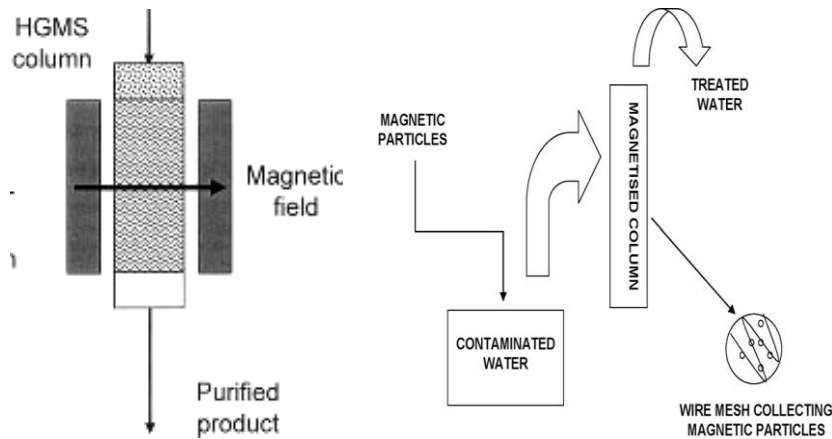 HGMS
column
Magnetic
field
Purified
product
MAGNETIC
PARTICLES
CONTAMINATED
WATER
MAGNETISED COLUMN
TREATED
WATER
WIRE MESH COLLECTING
MAGNETIC PARTICLES